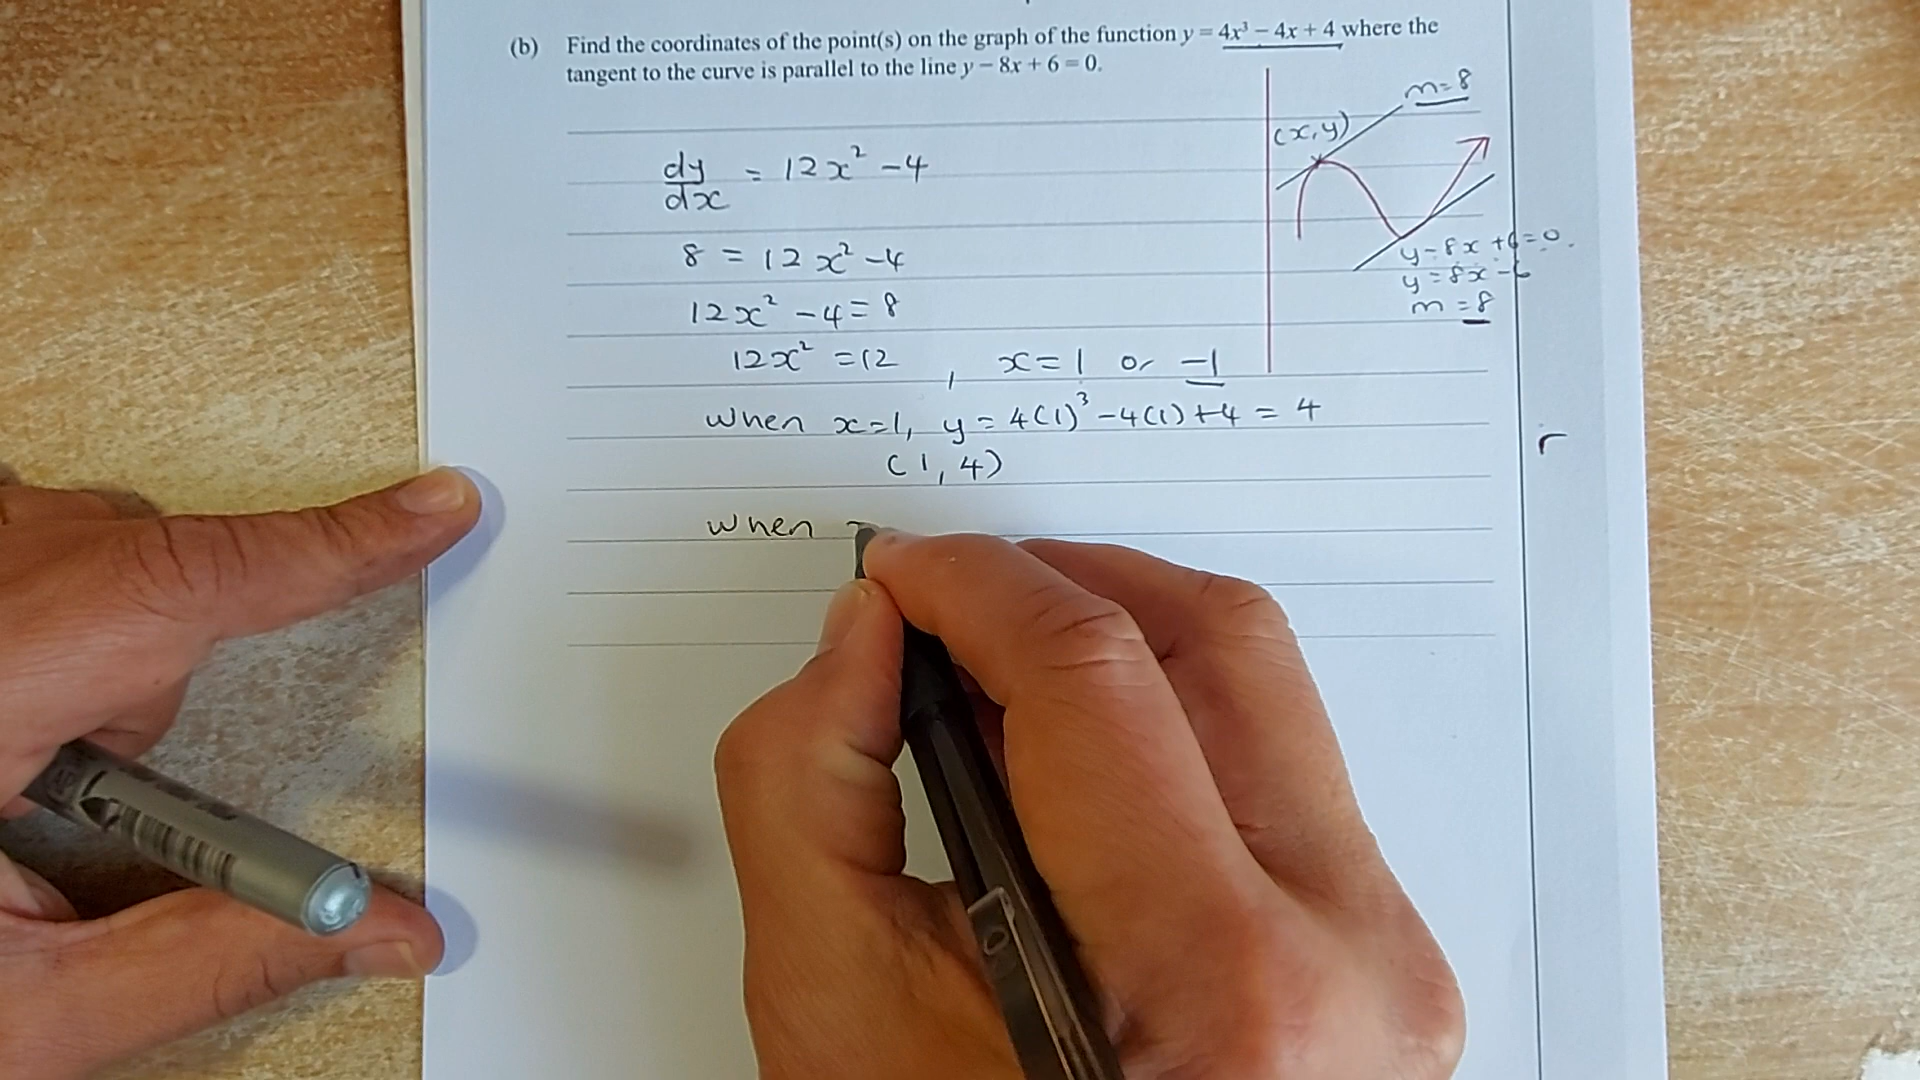 (b) Find the coordinates of the point(s) on the graph of the function y = 4x³ – 4x + 4 where the
tangent to the curve is parallel to the line y – 8x + 6 = 0.
m=8
(x,y)
dy/dx = 12x² -4
8 = 12x² -4
y-8x+6=0.
y=8x-6
12x² -4=8
m=8
12x² =12 , x=1 or -1
when x=1, y=4(1)³-4(1)+4 = 4
(1,4)
r
when